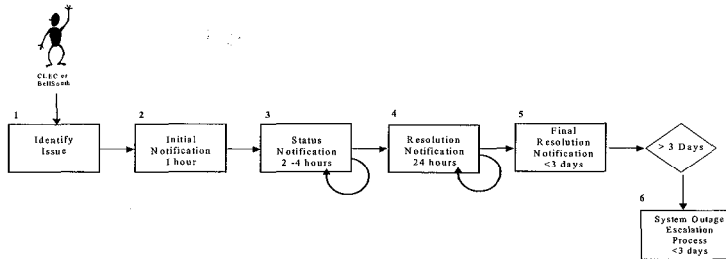 CLEC or
BellSouth
1
Identify
Issue
2
Initial
Notification
1 hour
3
Status
Notification
2 -4 hours
4
Resolution
Notification
24 hours
5
Final
Resolution
Notification
<3 days
> 3 Days
6
System Outage
Escalation
Process
<3 days